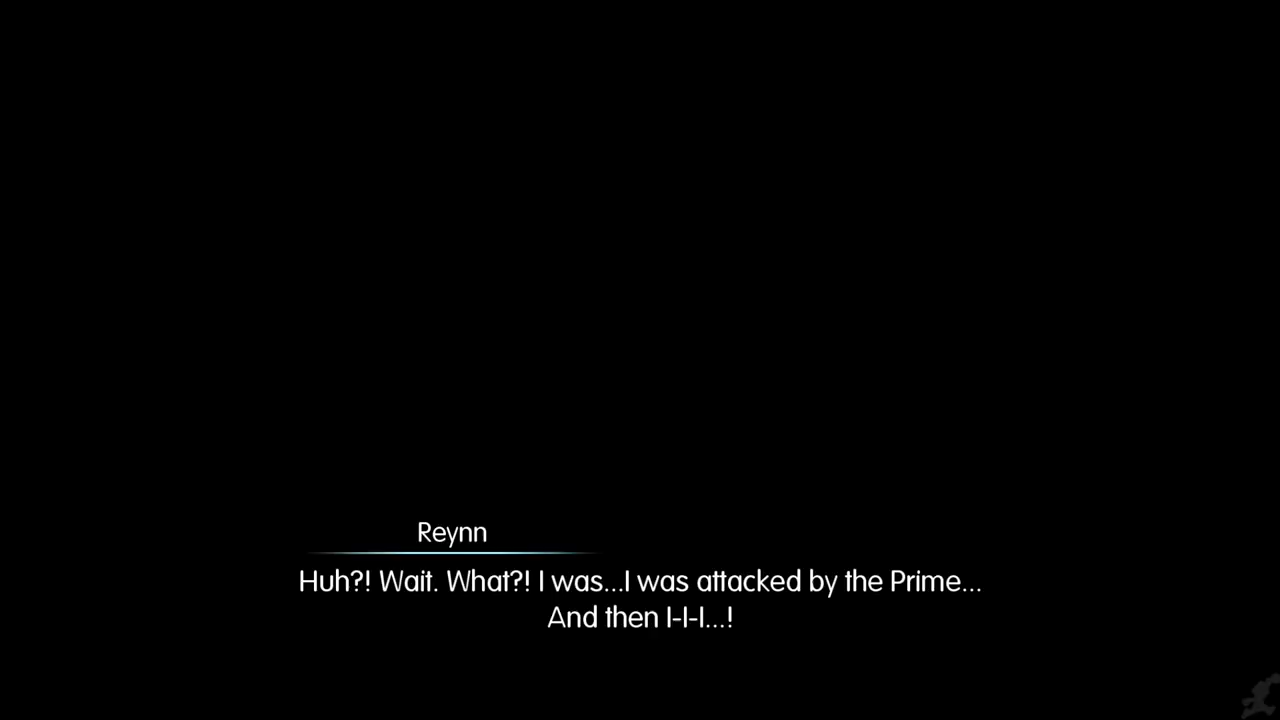 Reynn
Huh?! Wait. What?! I was...I was attacked by the Prime...
And then I-I-I...!